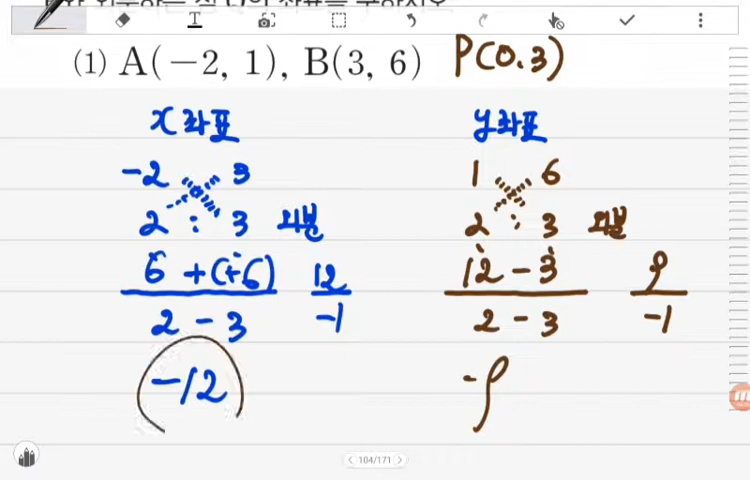 (1) A(−2, 1), B(3, 6) P(0.3)
x좌표 y좌표
-2 3 1 6
2 : 3 외분 2 : 3 외분
6 + (+6) 12 12 - 3 9
2 - 3 -1 2 - 3 -1
-12 -9
104/171